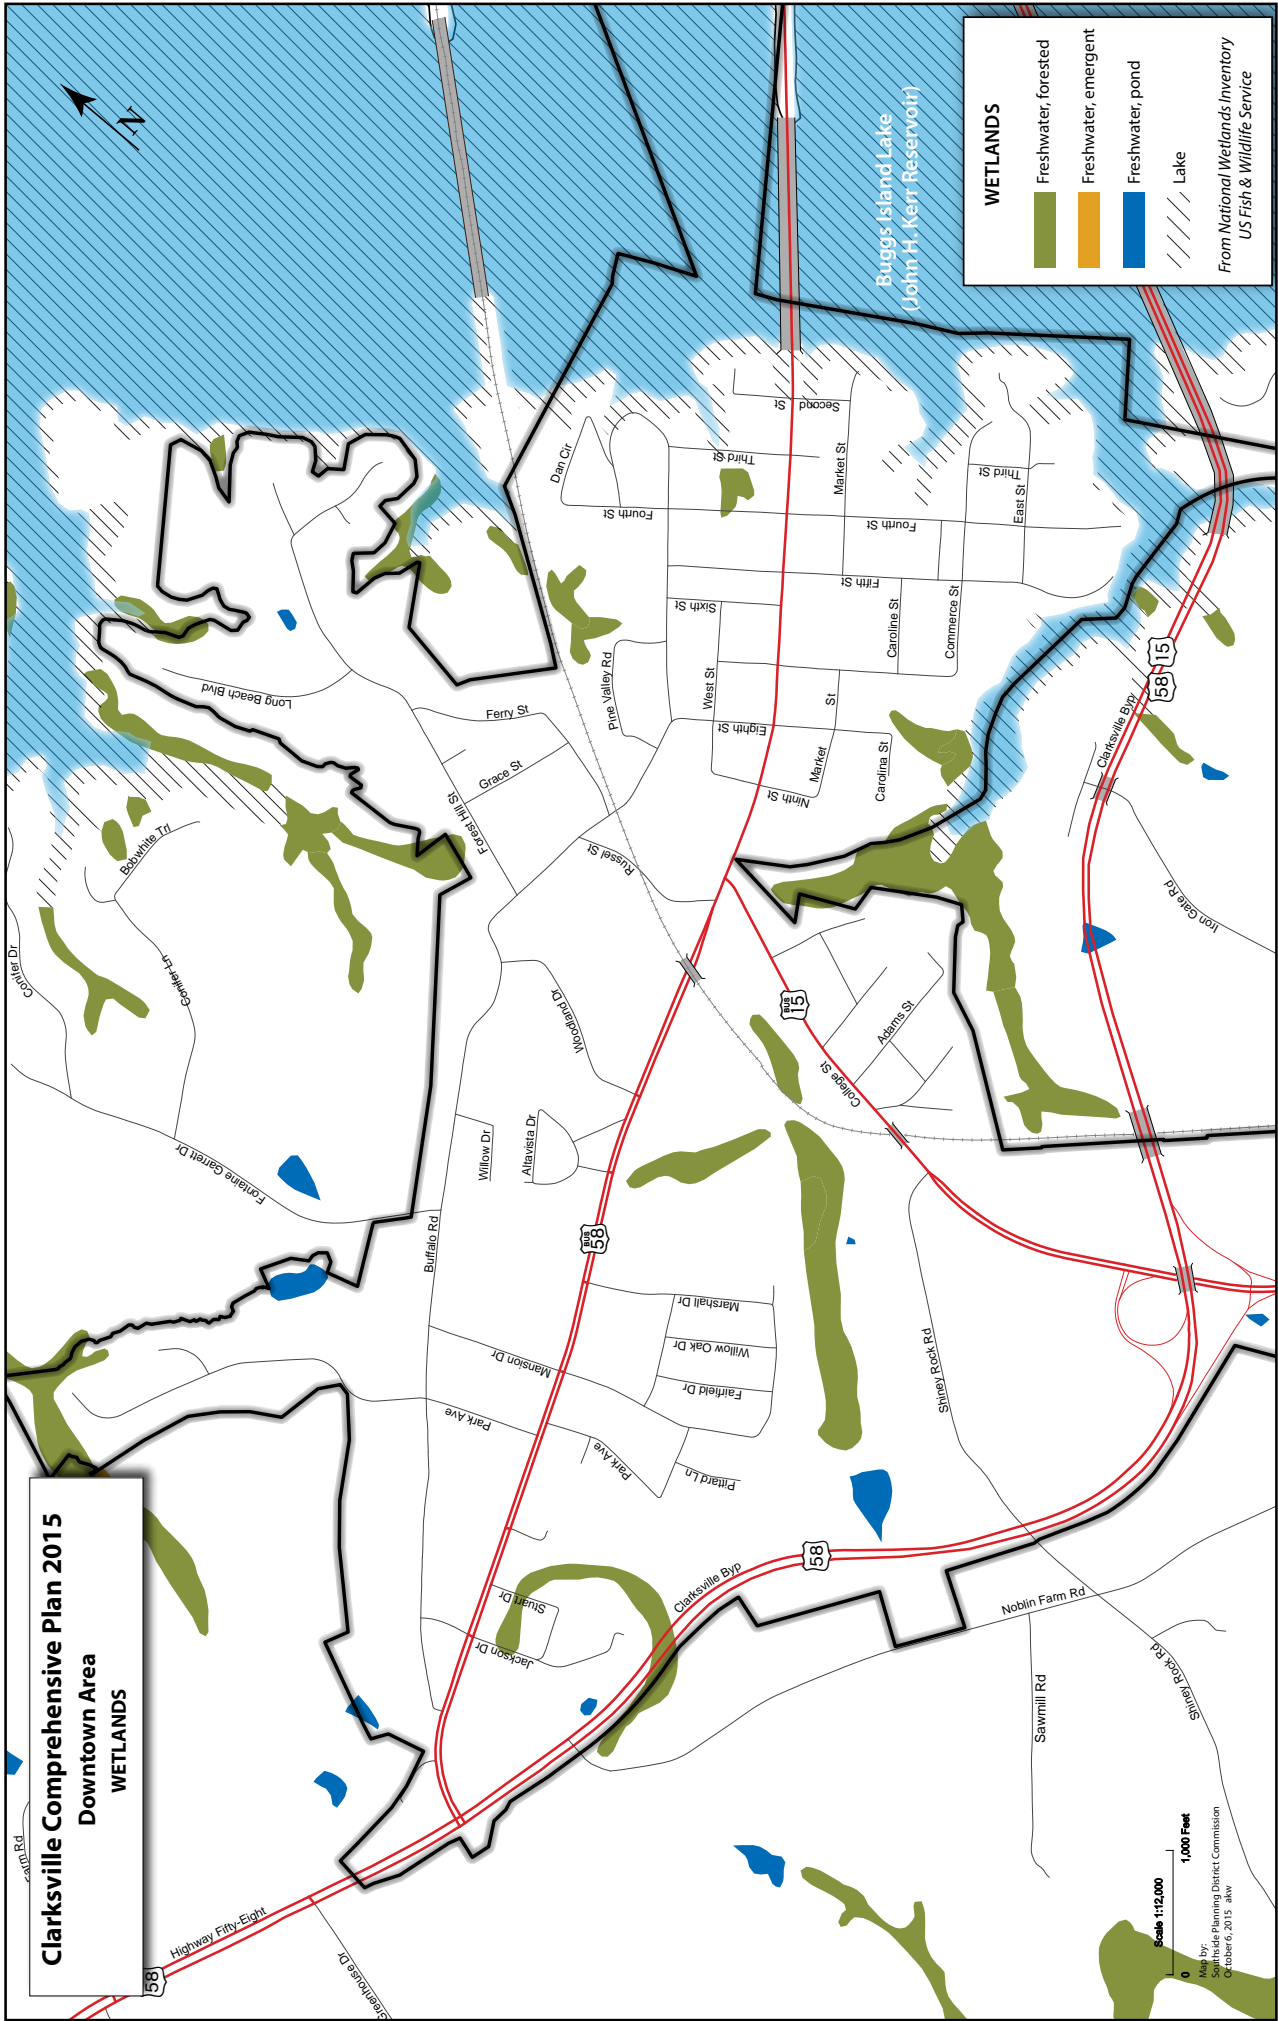 Clarksville Comprehensive Plan 2015
Downtown Area
WETLANDS
N
Buggs Island Lake
(John H. Kerr Reservoir)
WETLANDS
Freshwater, forested
Freshwater, emergent
Freshwater, pond
Lake
From National Wetlands Inventory
US Fish & Wildlife Service
Conifer Dr
Bobwhite Trl
Conifer Ln
Fontaine Garrett Dr
Long Beach Blvd
Ferry St
Grace St
Forest Hill St
Russel St
Dan Cir
Fourth St
Third St
Second St
Market St
Fourth St
Third St
East St
Fifth St
Sixth St
Caroline St
Commerce St
Pine Valley Rd
West St
Eighth St
Market
St
Ninth St
Carolina St
Clarksville Byp
58
15
Iron Gate Rd
Woodland Dr
BUS
15
Adams St
College St
Willow Dr
Altavista Dr
Buffalo Rd
BUS
58
Marshall Dr
Willow Oak Dr
Fairfield Dr
Mansion Dr
Park Ave
Park Ave
Pittard Ln
Shiney Rock Rd
Stuart Dr
Jackson Dr
Clarksville Byp
58
Noblin Farm Rd
Sawmill Rd
Shiney Rock Rd
Highway Fifty-Eight
58
Greenhouse Dr
Farm Rd
Scale 1:12,000
0
1,000 Feet
Map by:
Southside Planning District Commission
October 6, 2015 akw